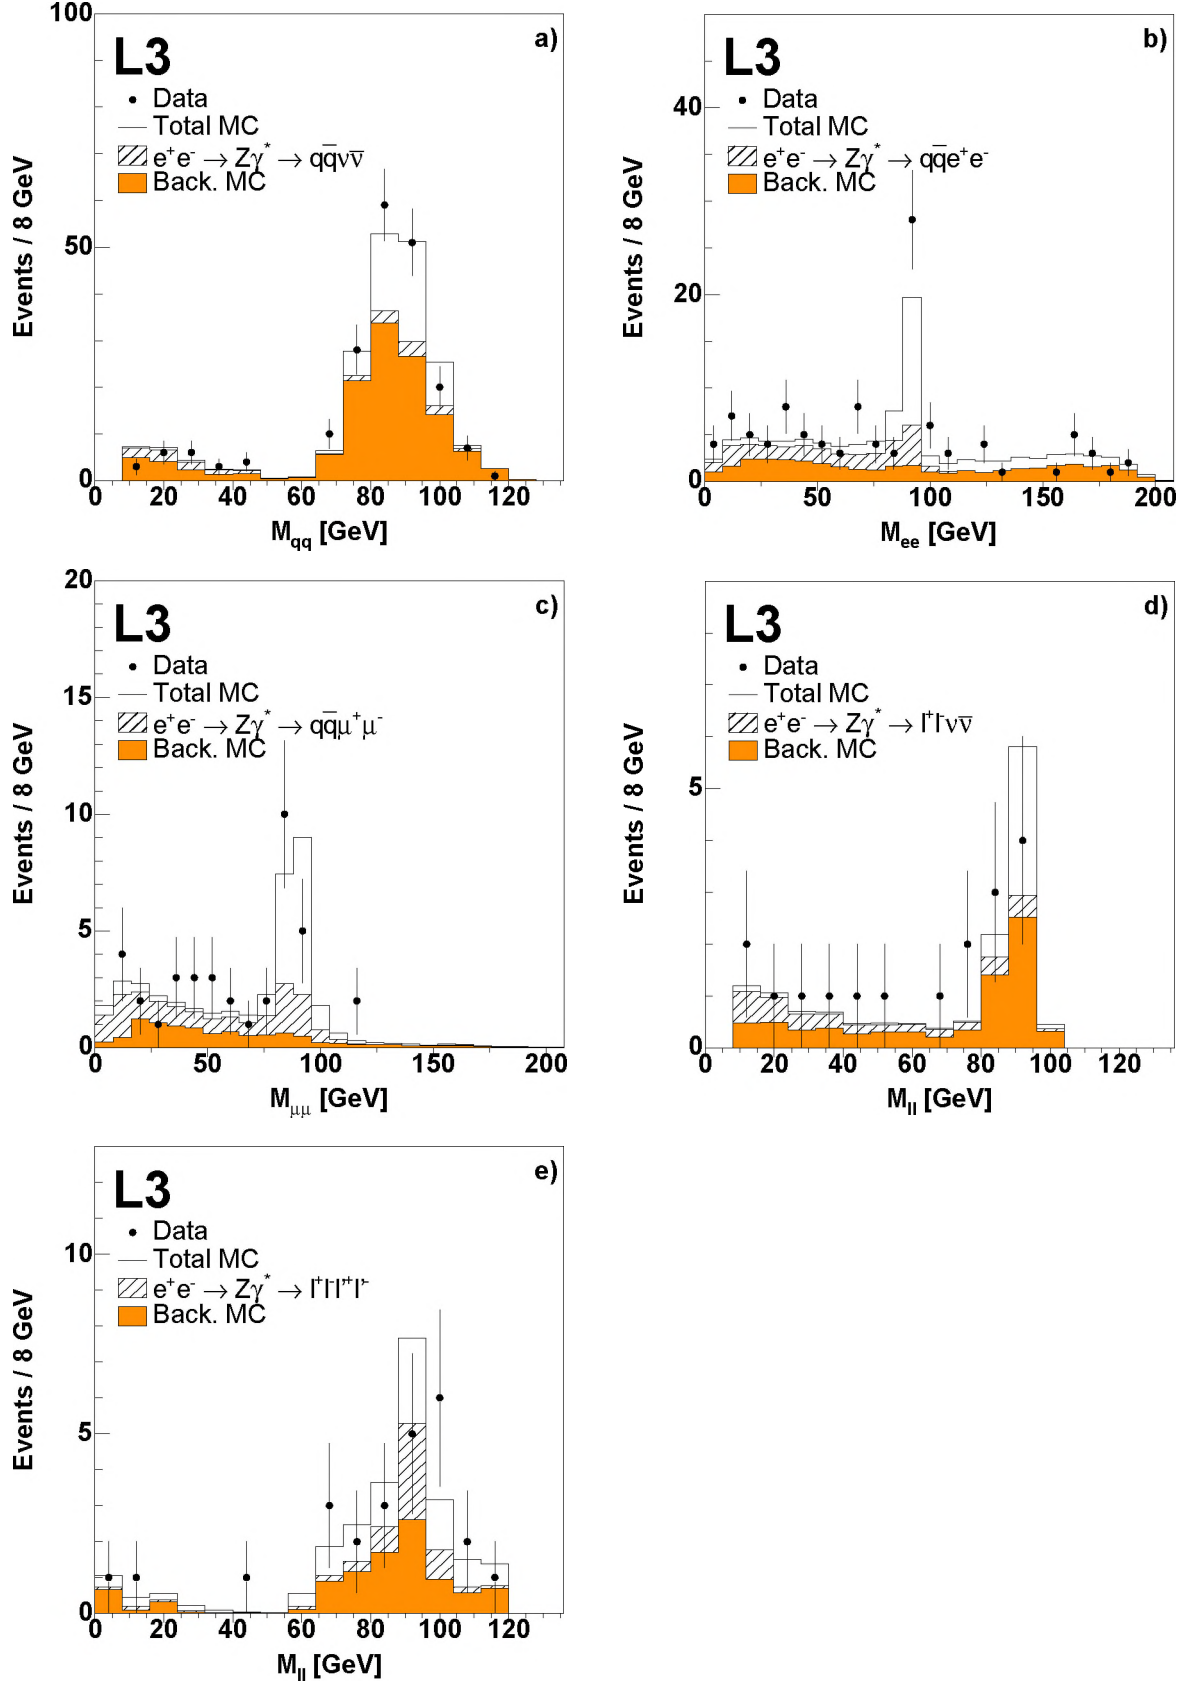 a)
L3
Data
Total MC
e⁺e⁻ → Zγ* → qq̅νν̅
Back. MC
Events / 8 GeV
100
50
0
0 20 40 60 80 100 120
M_qq [GeV]
b)
L3
Data
Total MC
e⁺e⁻ → Zγ* → qq̅e⁺e⁻
Back. MC
Events / 8 GeV
40
20
0
0 50 100 150 200
M_ee [GeV]
c)
L3
Data
Total MC
e⁺e⁻ → Zγ* → qq̅μ⁺μ⁻
Back. MC
Events / 8 GeV
20
15
10
5
0
0 50 100 150 200
M_μμ [GeV]
d)
L3
Data
Total MC
e⁺e⁻ → Zγ* → l⁺l⁻νν̅
Back. MC
Events / 8 GeV
5
0
0 20 40 60 80 100 120
M_ll [GeV]
e)
L3
Data
Total MC
e⁺e⁻ → Zγ* → l⁺l⁻l'⁺l'⁻
Back. MC
Events / 8 GeV
10
5
0
0 20 40 60 80 100 120
M_ll [GeV]